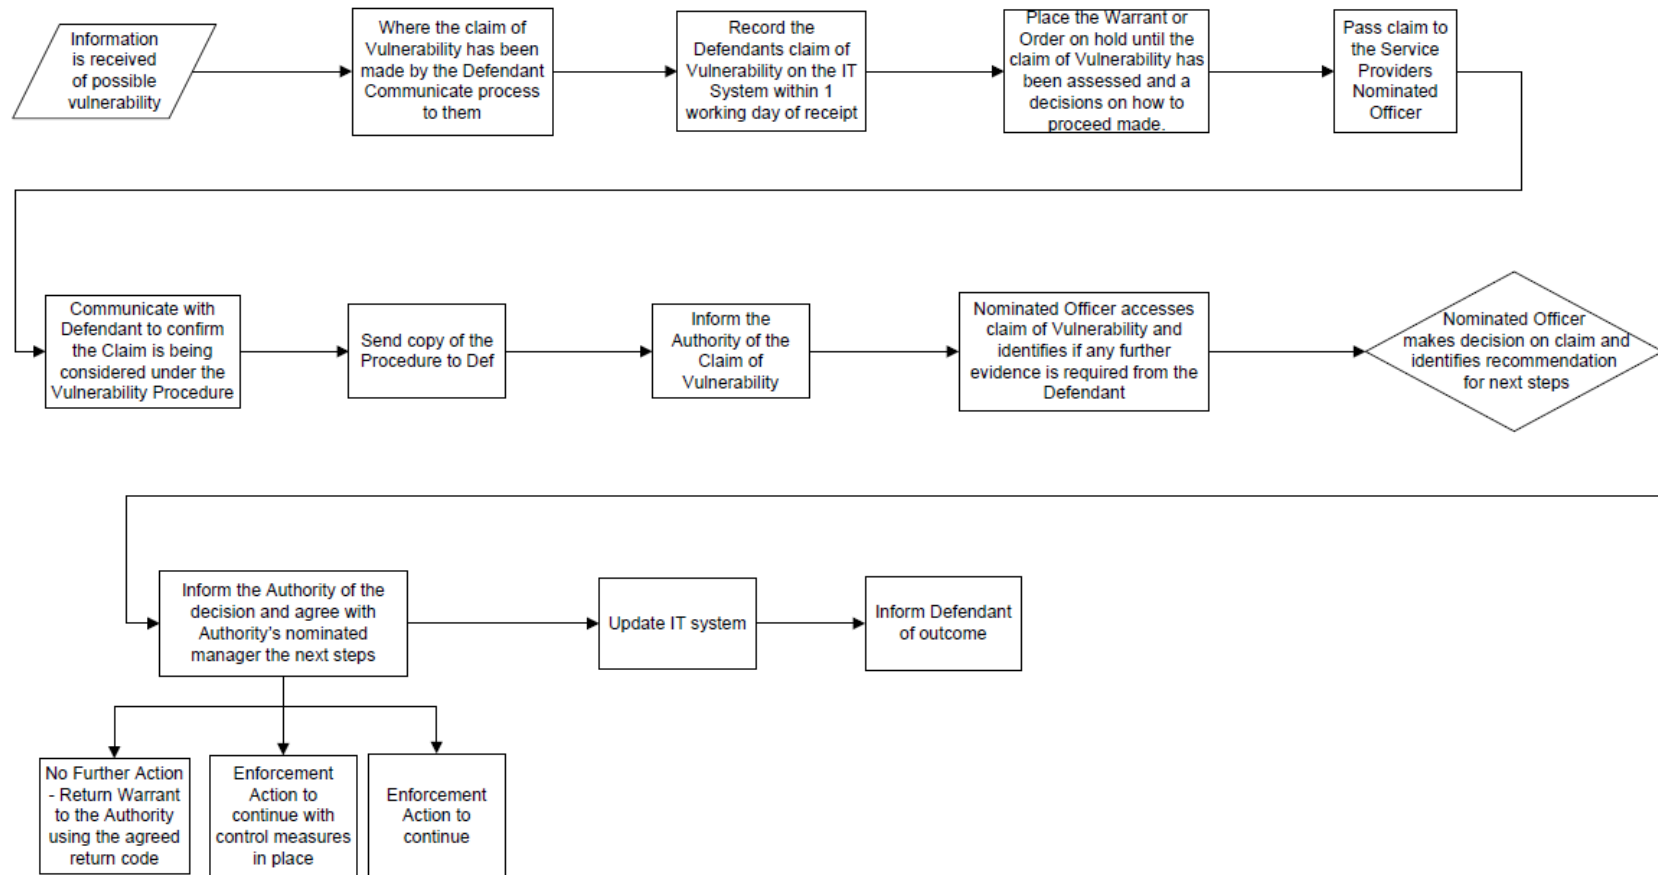 Information
is received
of possible
vulnerability
Where the claim of
Vulnerability has been
made by the Defendant
Communicate process
to them
Record the
Defendants claim of
Vulnerability on the IT
System within 1
working day of receipt
Place the Warrant or
Order on hold until the
claim of Vulnerability has
been assessed and a
decisions on how to
proceed made.
Pass claim to
the Service
Providers
Nominated
Officer
Communicate with
Defendant to confirm
the Claim is being
considered under the
Vulnerability Procedure
Send copy of the
Procedure to Def
Inform the
Authority of the
Claim of
Vulnerability
Nominated Officer accesses
claim of Vulnerability and
identifies if any further
evidence is required from the
Defendant
Nominated Officer
makes decision on claim and
identifies recommendation
for next steps
Inform the Authority of the
decision and agree with
Authority's nominated
manager the next steps
Update IT system
Inform Defendant
of outcome
No Further Action
- Return Warrant
to the Authority
using the agreed
return code
Enforcement
Action to
continue with
control measures
in place
Enforcement
Action to
continue